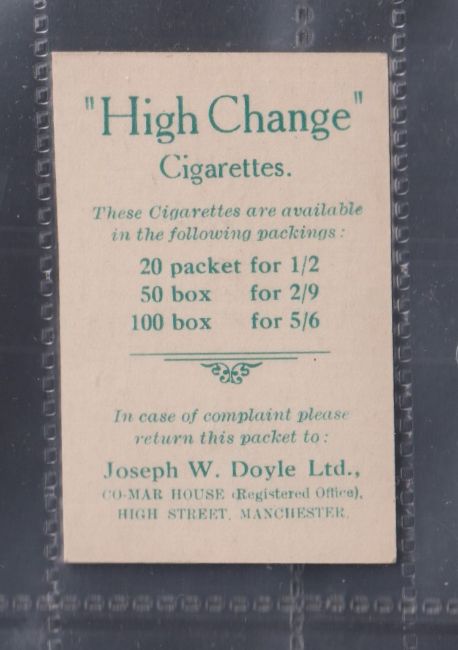 "High Change"
Cigarettes.
These Cigarettes are available
in the following packings:
20 packet for 1/2
50 box for 2/9
100 box for 5/6
In case of complaint please
return this packet to:
Joseph W. Doyle Ltd.,
CO-MAR HOUSE (Registered Office),
HIGH STREET, MANCHESTER.